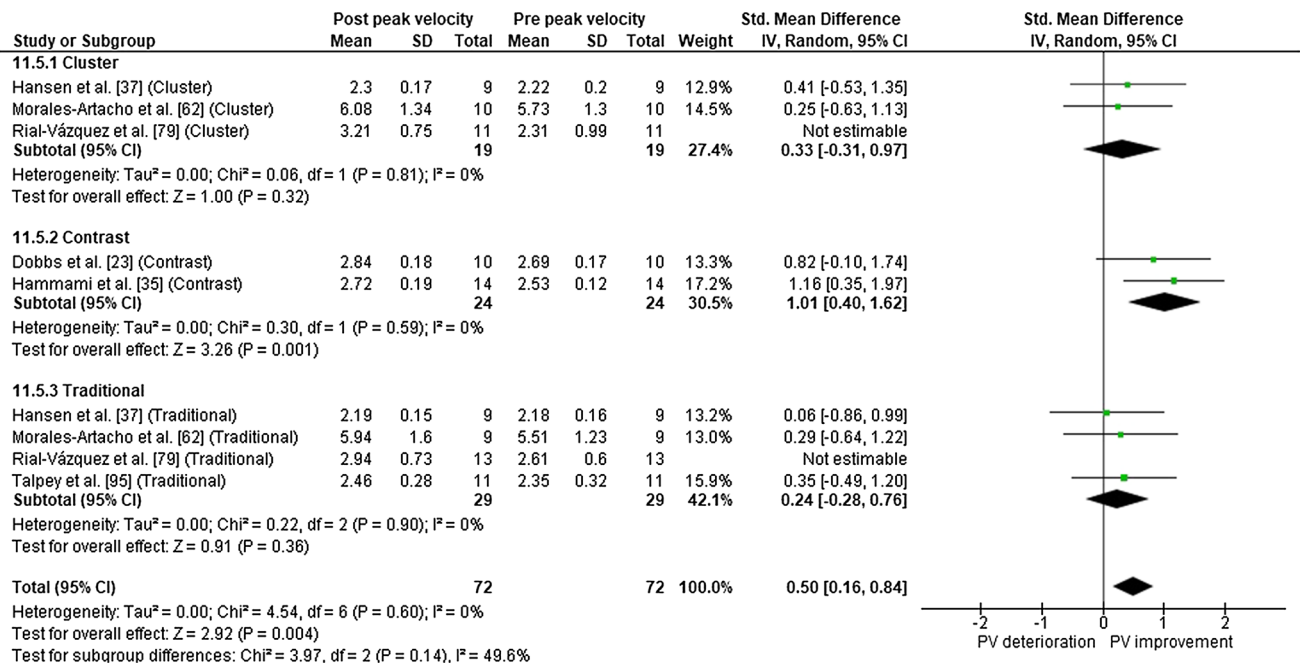 Post peak velocity Pre peak velocity Std. Mean Difference Std. Mean Difference
Study or Subgroup Mean SD Total Mean SD Total Weight IV, Random, 95% CI IV, Random, 95% CI
11.5.1 Cluster
Hansen et al. [37] (Cluster) 2.3 0.17 9 2.22 0.2 9 12.9% 0.41 [-0.53, 1.35]
Morales-Artacho et al. [62] (Cluster) 6.08 1.34 10 5.73 1.3 10 14.5% 0.25 [-0.63, 1.13]
Rial-Vázquez et al. [79] (Cluster) 3.21 0.75 11 2.31 0.99 11 Not estimable
Subtotal (95% CI) 19 19 27.4% 0.33 [-0.31, 0.97]
Heterogeneity: Tau² = 0.00; Chi² = 0.06, df = 1 (P = 0.81); I² = 0%
Test for overall effect: Z = 1.00 (P = 0.32)
11.5.2 Contrast
Dobbs et al. [23] (Contrast) 2.84 0.18 10 2.69 0.17 10 13.3% 0.82 [-0.10, 1.74]
Hammami et al. [35] (Contrast) 2.72 0.19 14 2.53 0.12 14 17.2% 1.16 [0.35, 1.97]
Subtotal (95% CI) 24 24 30.5% 1.01 [0.40, 1.62]
Heterogeneity: Tau² = 0.00; Chi² = 0.30, df = 1 (P = 0.59); I² = 0%
Test for overall effect: Z = 3.26 (P = 0.001)
11.5.3 Traditional
Hansen et al. [37] (Traditional) 2.19 0.15 9 2.18 0.16 9 13.2% 0.06 [-0.86, 0.99]
Morales-Artacho et al. [62] (Traditional) 5.94 1.6 9 5.51 1.23 9 13.0% 0.29 [-0.64, 1.22]
Rial-Vázquez et al. [79] (Traditional) 2.94 0.73 13 2.61 0.6 13 Not estimable
Talpey et al. [95] (Traditional) 2.46 0.28 11 2.35 0.32 11 15.9% 0.35 [-0.49, 1.20]
Subtotal (95% CI) 29 29 42.1% 0.24 [-0.28, 0.76]
Heterogeneity: Tau² = 0.00; Chi² = 0.22, df = 2 (P = 0.90); I² = 0%
Test for overall effect: Z = 0.91 (P = 0.36)
Total (95% CI) 72 72 100.0% 0.50 [0.16, 0.84]
Heterogeneity: Tau² = 0.00; Chi² = 4.54, df = 6 (P = 0.60); I² = 0%
Test for overall effect: Z = 2.92 (P = 0.004)
Test for subgroup differences: Chi² = 3.97, df = 2 (P = 0.14), I² = 49.6%
-2 -1 0 1 2
PV deterioration PV improvement